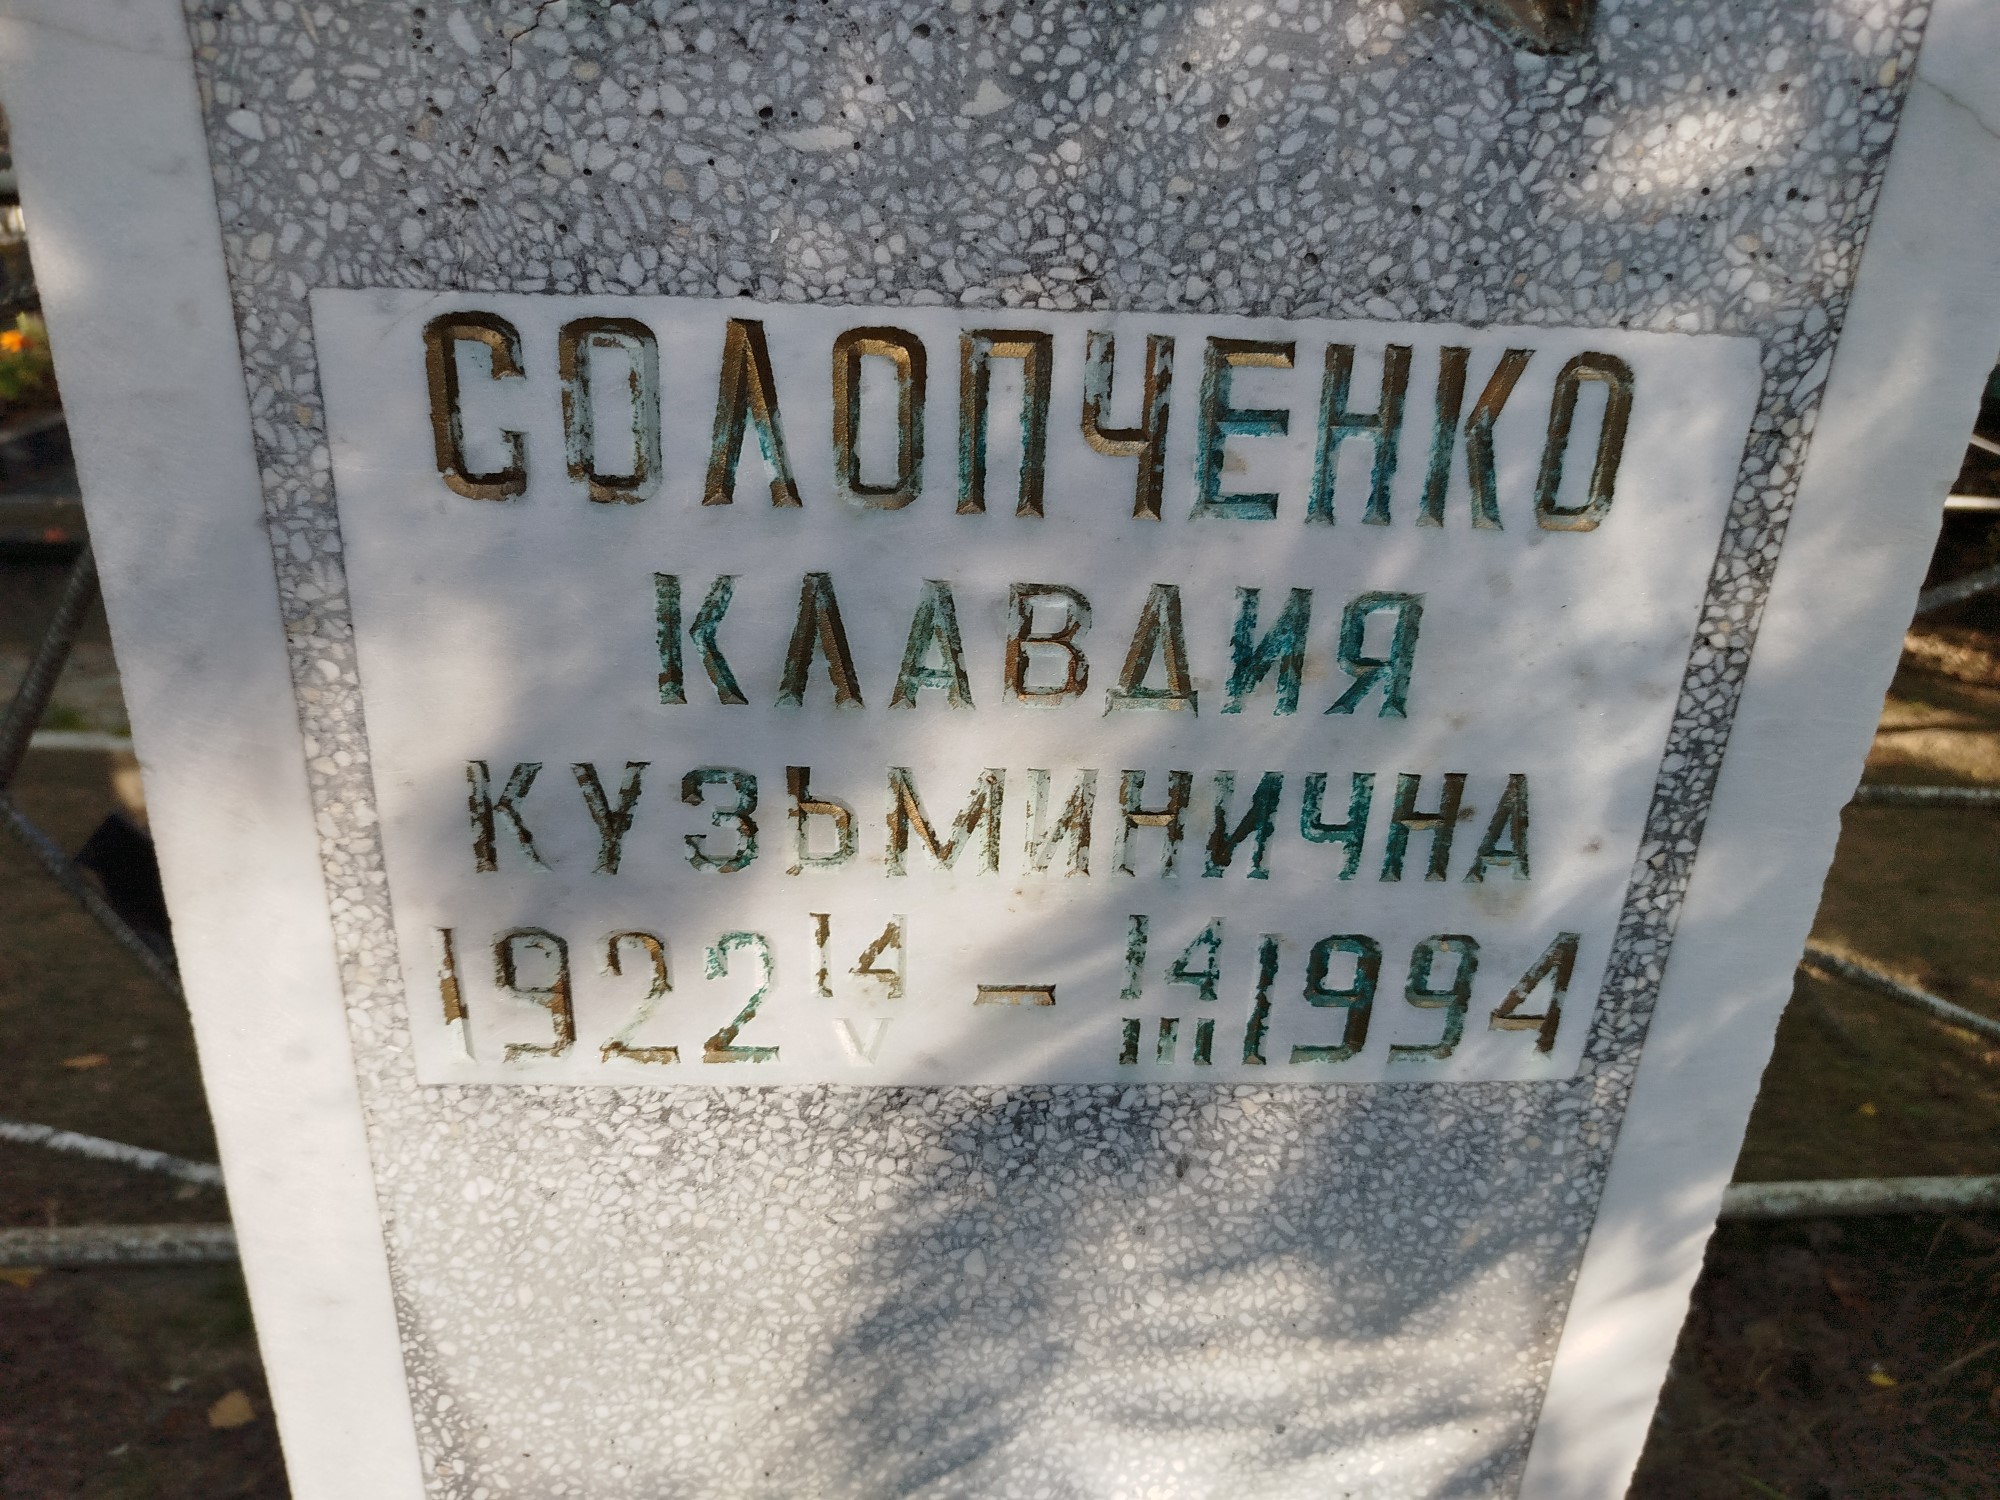 СОЛОПЧЕНКО
КЛАВДИЯ
КУЗЬМИНИЧНА
1922 14/V – 14/III 1994